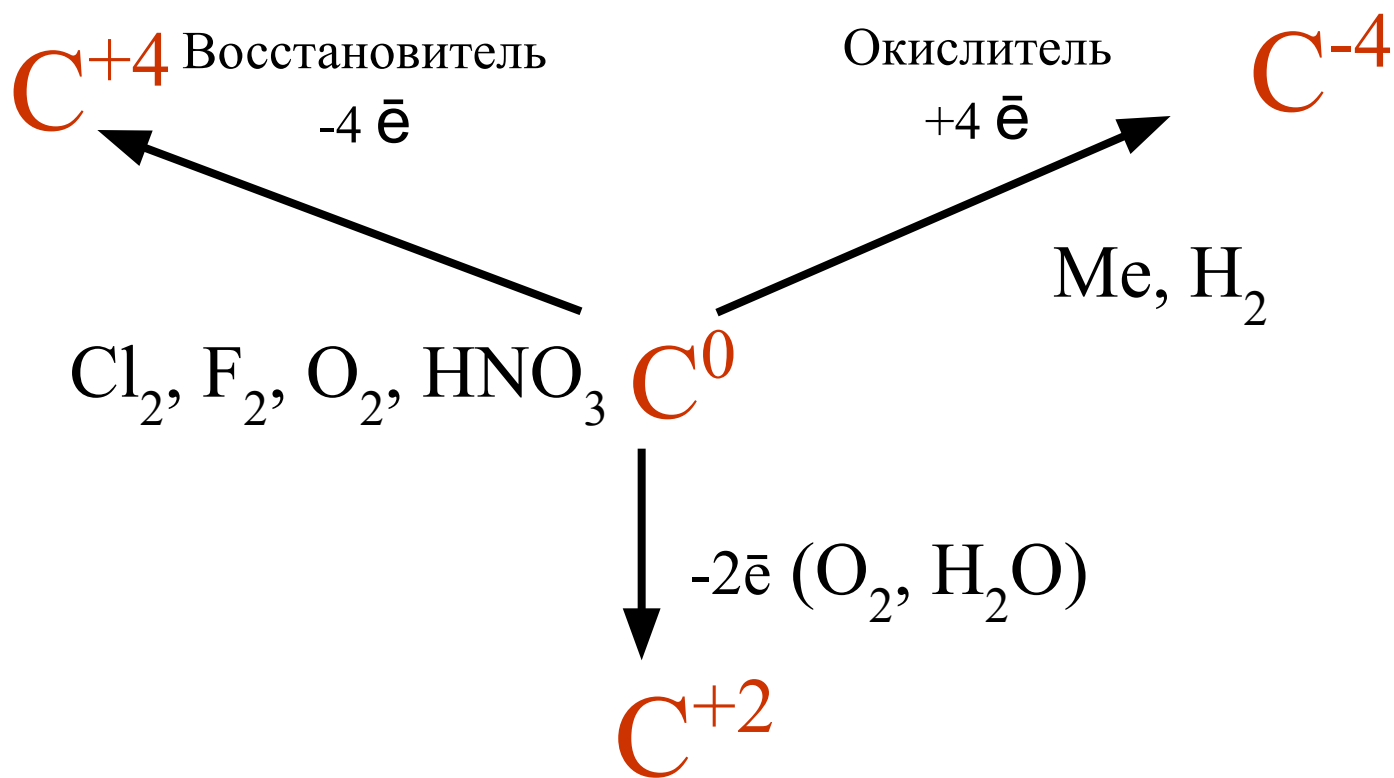 C⁺⁴ Восстановитель Окислитель C⁻⁴
-4 ē +4 ē
Me, H₂
Cl₂, F₂, O₂, HNO₃ C⁰
-2ē (O₂, H₂O)
C⁺²